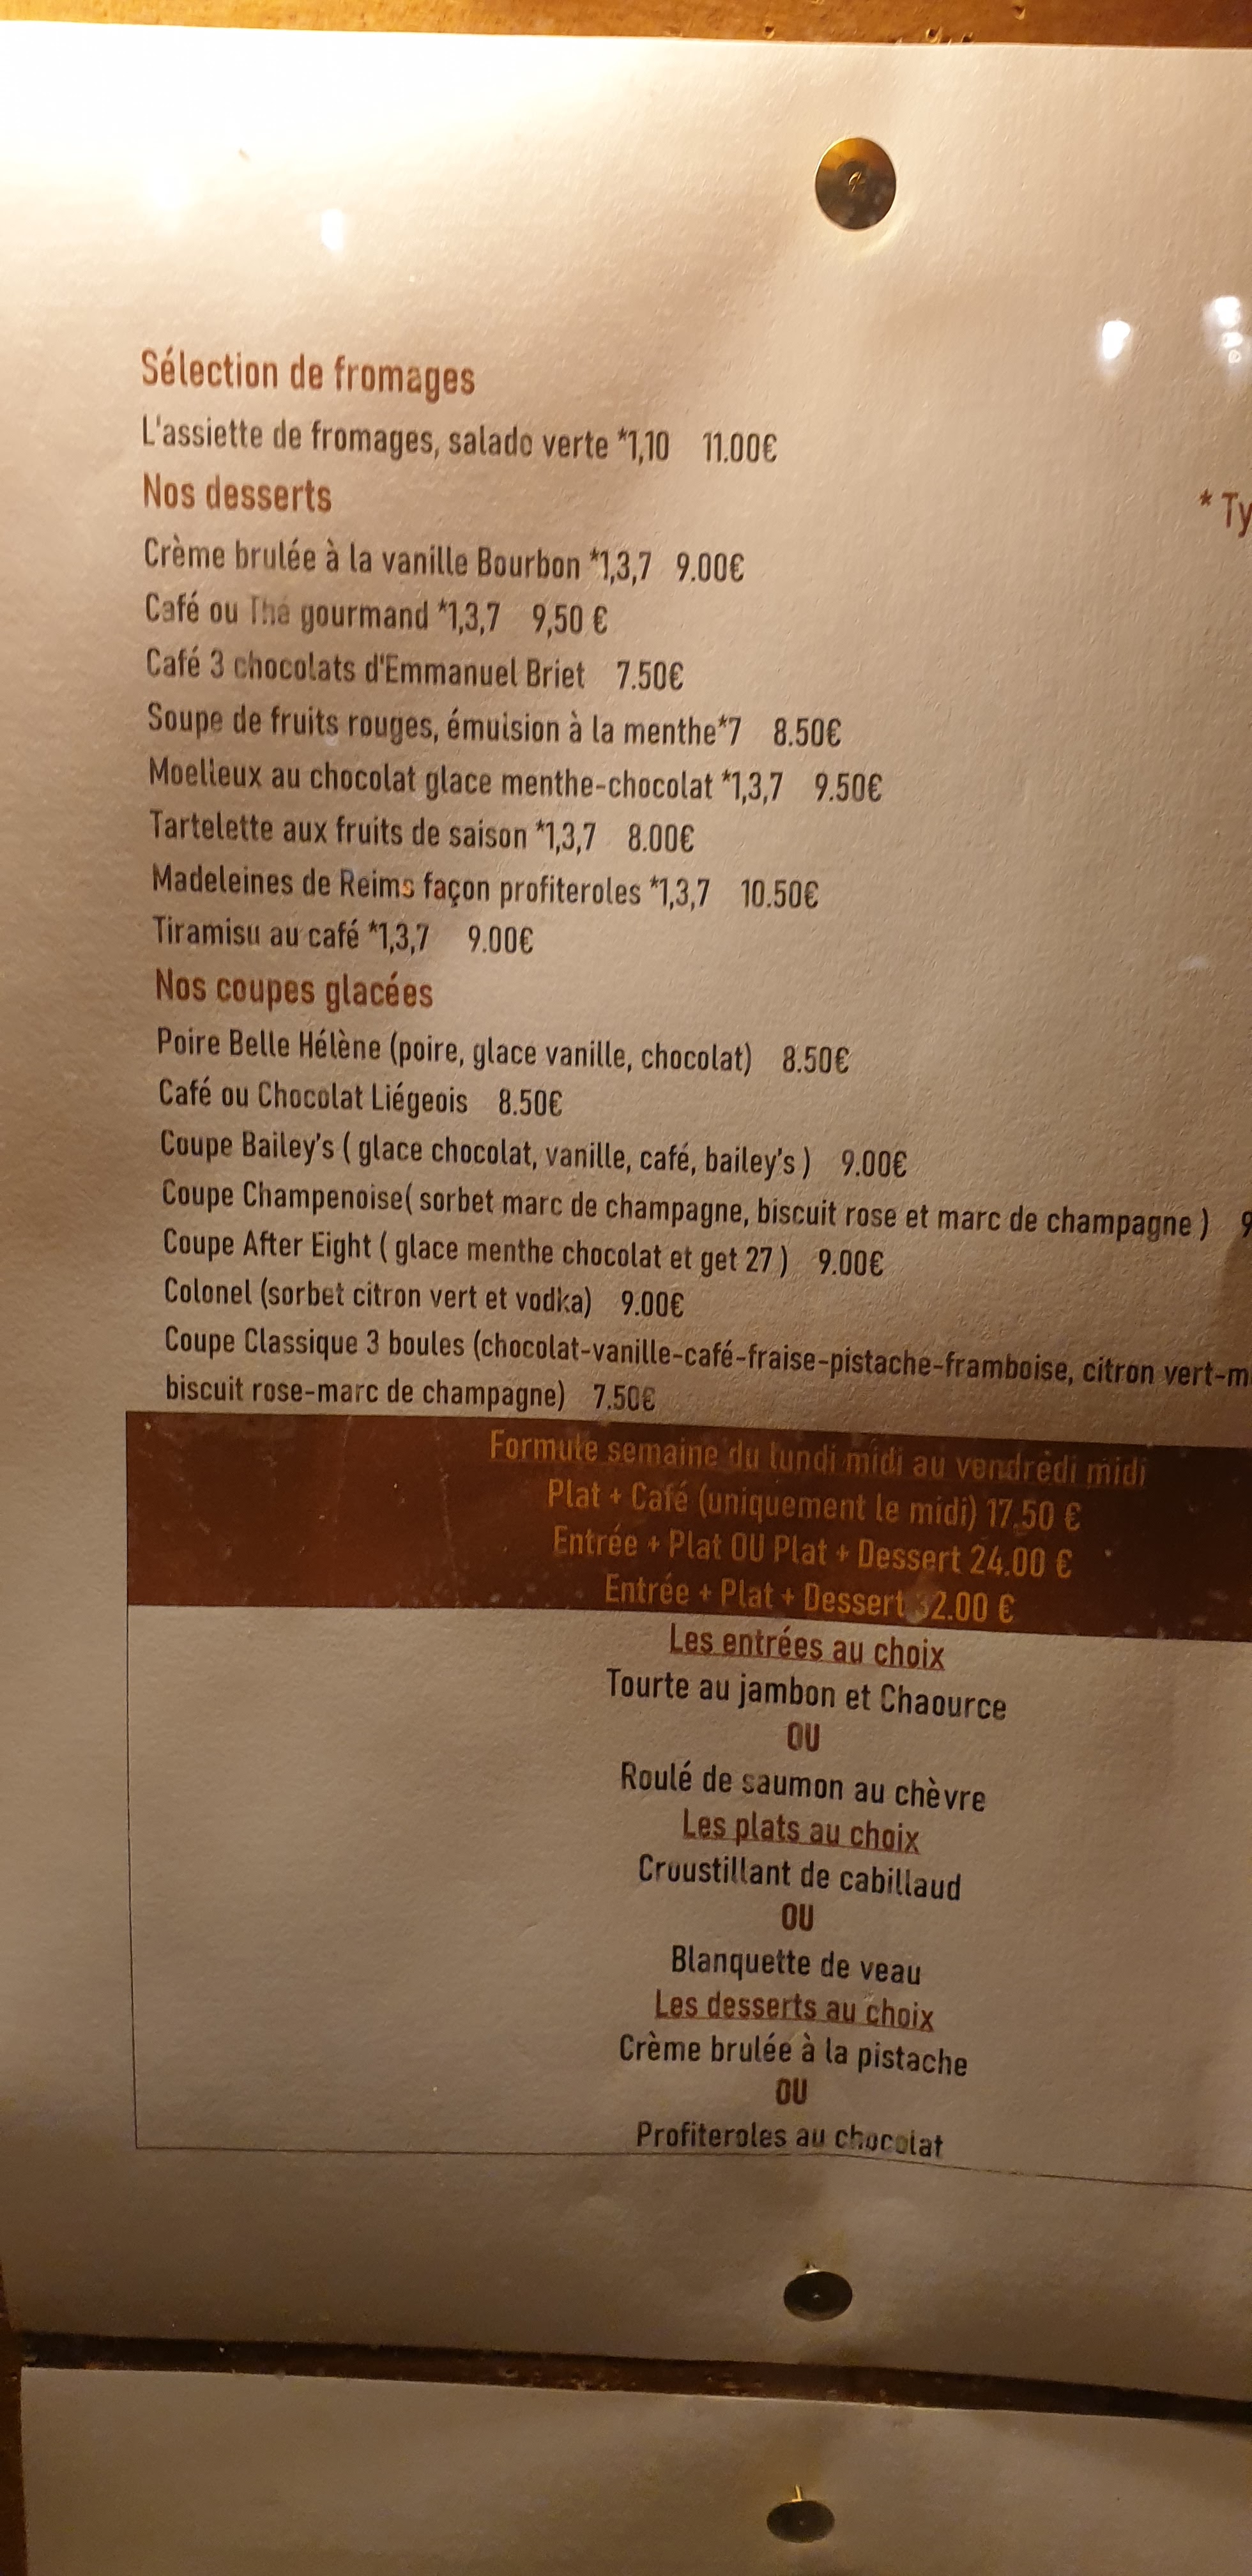 Sélection de fromages
L'assiette de fromages, salade verte *1,10 11.00€
Nos desserts
* Ty
Crème brulée à la vanille Bourbon *1,3,7 9.00€
Café ou Thé gourmand *1,3,7 9,50 €
Café 3 chocolats d'Emmanuel Briet 7.50€
Soupe de fruits rouges, émulsion à la menthe*7 8.50€
Moelleux au chocolat glace menthe-chocolat *1,3,7 9.50€
Tartelette aux fruits de saison *1,3,7 8.00€
Madeleines de Reims façon profiteroles *1,3,7 10.50€
Tiramisu au café *1,3,7 9.00€
Nos coupes glacées
Poire Belle Hélène (poire, glace vanille, chocolat) 8.50€
Café ou Chocolat Liégeois 8.50€
Coupe Bailey's ( glace chocolat, vanille, café, bailey's ) 9.00€
Coupe Champenoise( sorbet marc de champagne, biscuit rose et marc de champagne ) 9
Coupe After Eight ( glace menthe chocolat et get 27 ) 9.00€
Colonel (sorbet citron vert et vodka) 9.00€
Coupe Classique 3 boules (chocolat-vanille-café-fraise-pistache-framboise, citron vert-m
biscuit rose-marc de champagne) 7.50€
Formule semaine du lundi midi au vendredi midi
Plat + Café (uniquement le midi) 17.50 €
Entrée + Plat OU Plat + Dessert 24.00 €
Entrée + Plat + Dessert 32.00 €
Les entrées au choix
Tourte au jambon et Chaource
OU
Roulé de saumon au chèvre
Les plats au choix
Croustillant de cabillaud
OU
Blanquette de veau
Les desserts au choix
Crème brulée à la pistache
OU
Profiteroles au chocolat